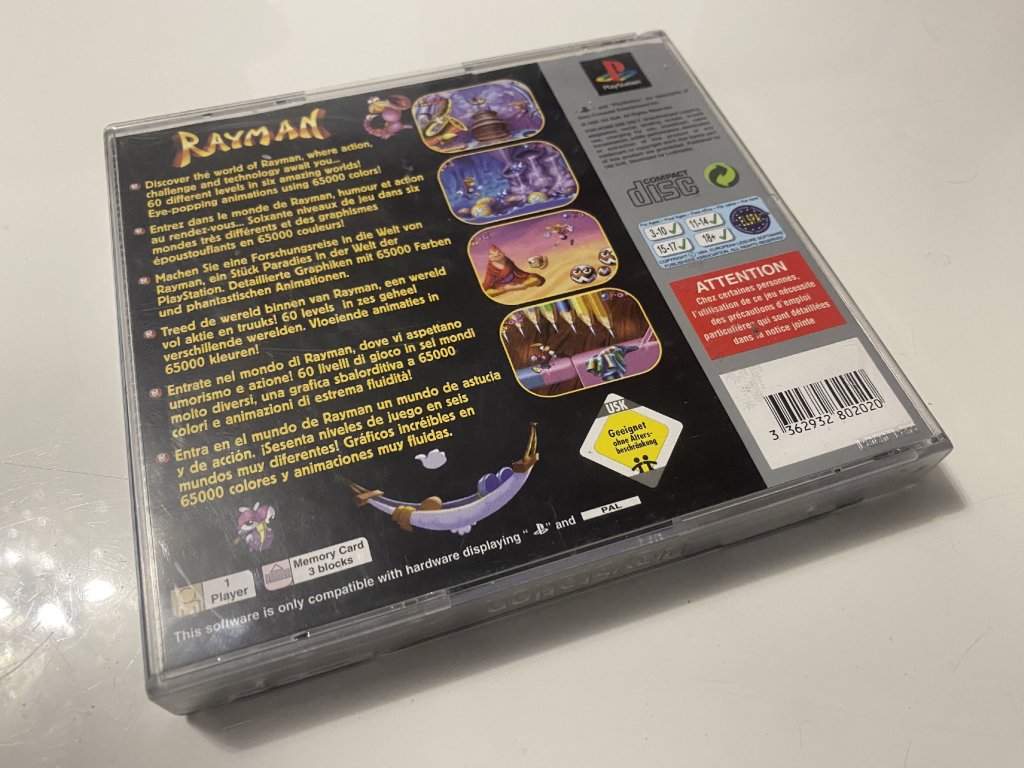 RAYMAN
Discover the world of Rayman, where action,
challenge and technology await you...
60 different levels in six amazing worlds!
Eye-popping animations using 65000 colors!
Entrez dans le monde de Rayman, humour et action
au rendez-vous... Soixante niveaux de jeu dans six
mondes très différents et des graphismes
époustouflants en 65000 couleurs!
Machen Sie eine Forschungsreise in die Welt von
Rayman, ein Stück Paradies in der Welt der
PlayStation. Detaillierte Graphiken mit 65000 Farben
und phantastischen Animationen.
Treed de wereld binnen van Rayman, een wereld
vol aktie en truuks! 60 levels in zes geheel
verschillende werelden. Vloeiende animaties in
65000 kleuren!
Entrate nel mondo di Rayman, dove vi aspettano
umorismo e azione! 60 livelli di gioco in sei mondi
molto diversi, una grafica sbalorditiva a 65000
colori e animazioni di estrema fluidità!
Entra en el mundo de Rayman un mundo de astucia
y de acción. ¡Sesenta niveles de juego en seis
mundos muy diferentes! Gráficos increíbles en
65000 colores y animaciones muy fluidas.
1
Player
Memory Card
3 blocks
This software is only compatible with hardware displaying " " and
PAL
PlayStation
COMPACT
disc
3-10
11-14
15-17
18+
ATTENTION
Chez certaines personnes,
l'utilisation de ce jeu nécessite
des précautions d'emploi
particulières qui sont détaillées
dans la notice jointe
USK
Geeignet
ohne Alters-
beschränkung
3 362932 802020